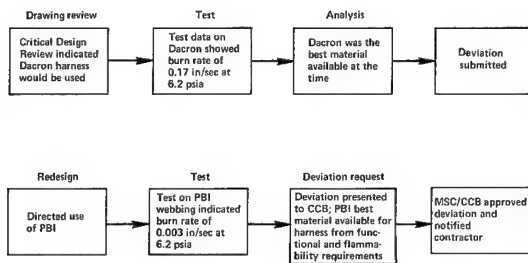 Drawing review
Test
Analysis
Critical Design
Review indicated
Dacron harness
would be used
Test data on
Dacron showed
burn rate of
0.17 in/sec at
6.2 psia
Dacron was the
best material
available at the
time
Deviation
submitted
Redesign
Test
Deviation request
Directed use
of PBI
Test on PBI
webbing indicated
burn rate of
0.003 in/sec at
6.2 psia
Deviation presented
to CCB; PBI best
material available for
harness from func-
tional and flamma-
bility requirements
MSC/CCB approved
deviation and
notified
contractor